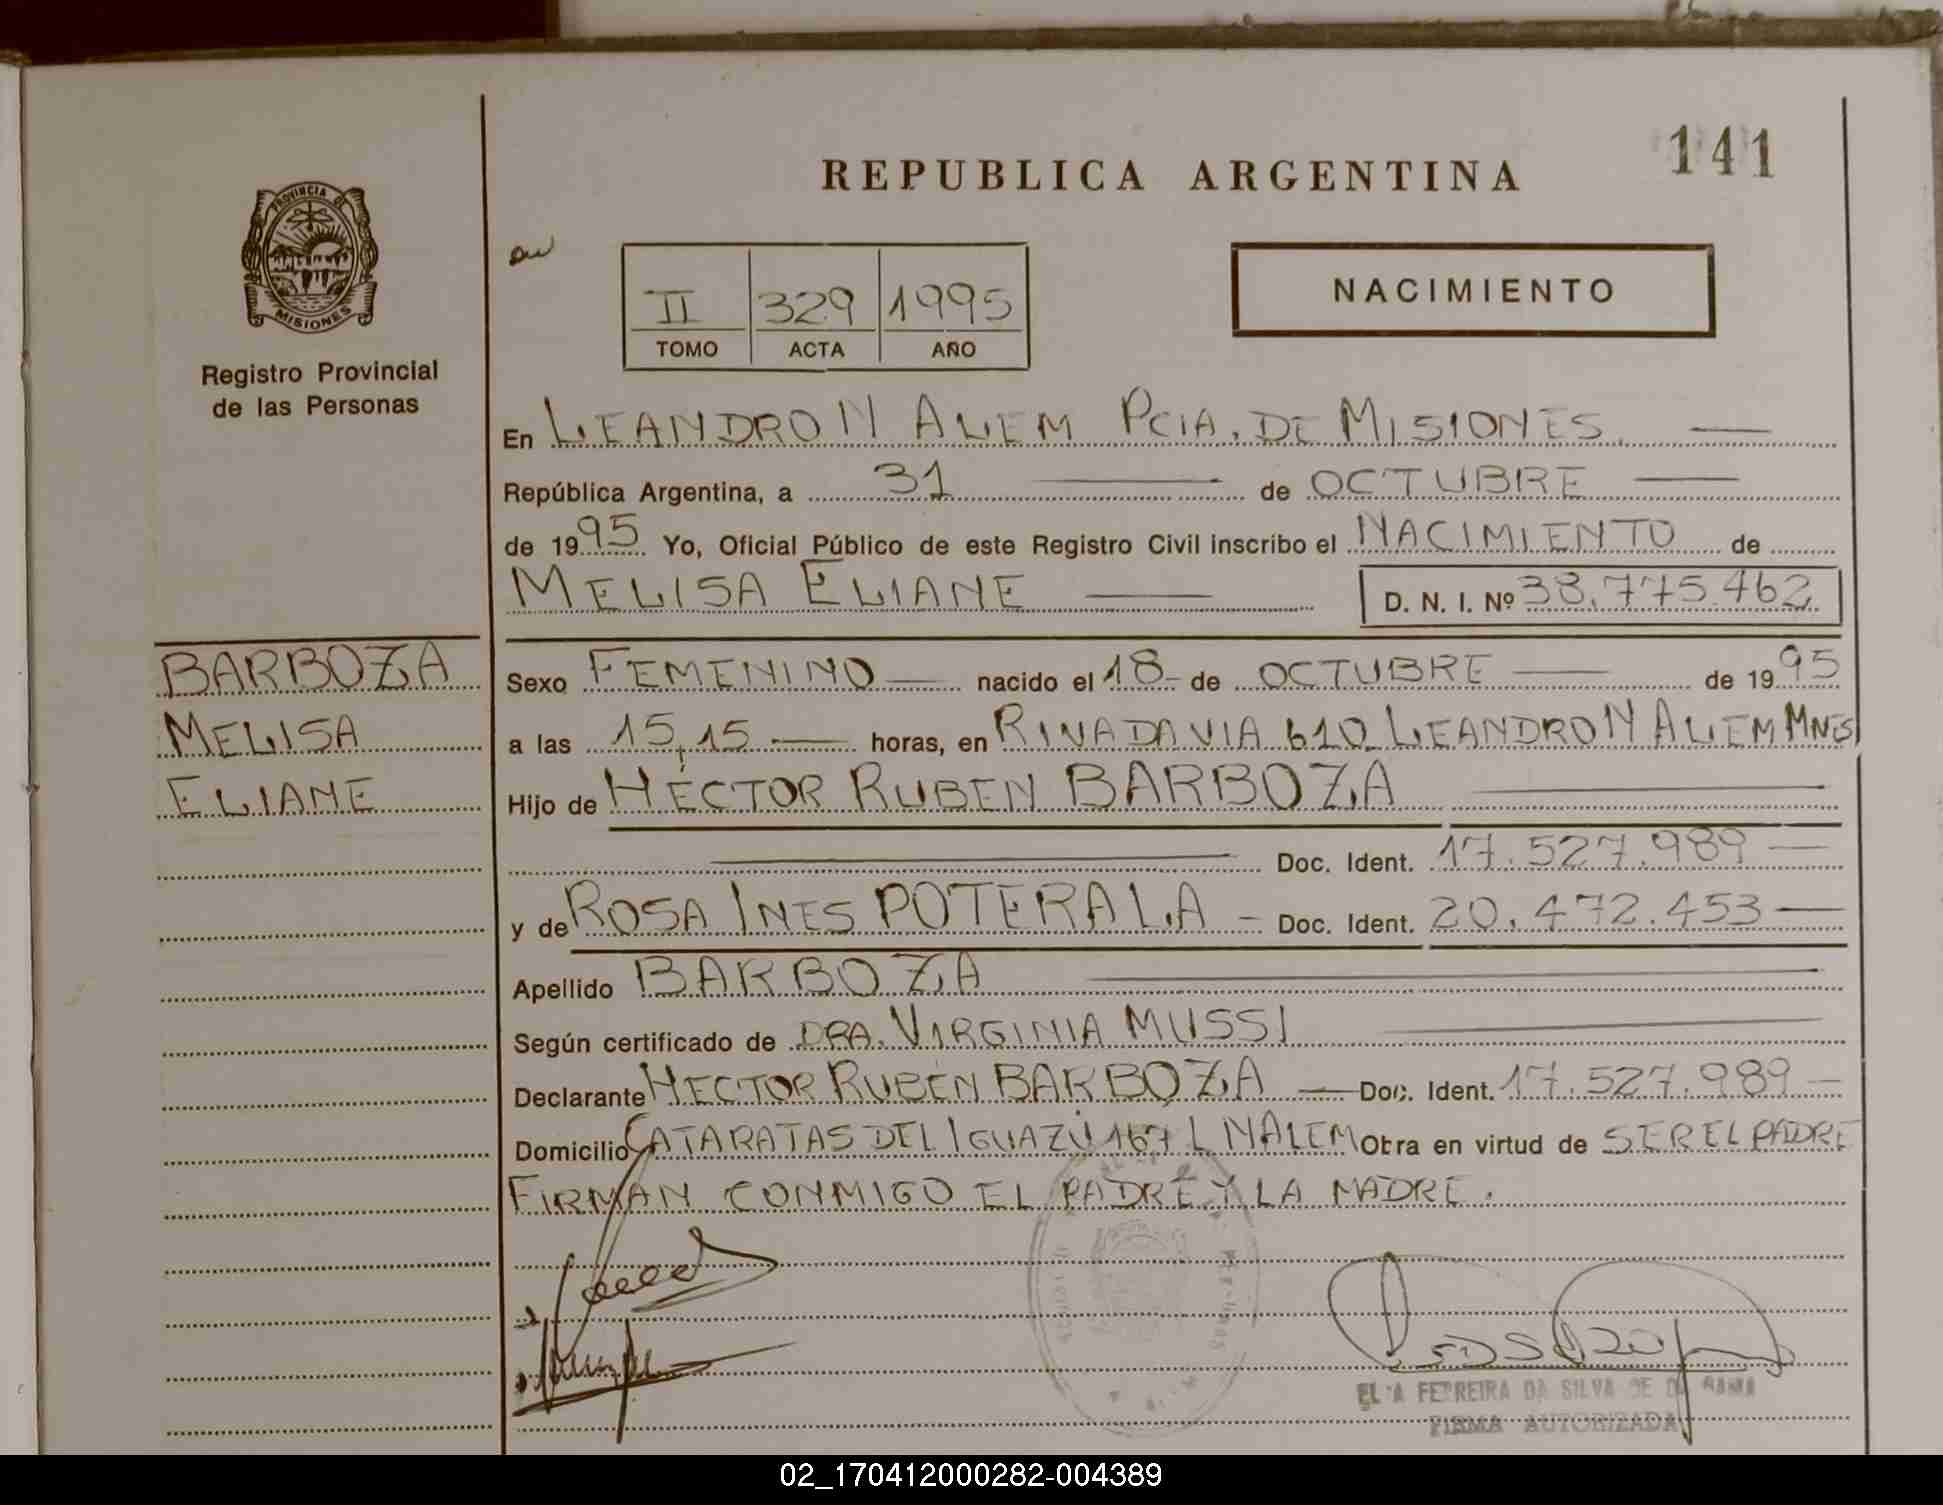 141
REPUBLICA ARGENTINA
PROVINCIA DE
MISIONES
Registro Provincial
de las Personas
NACIMIENTO
II 329 1995
TOMO ACTA AÑO
En LEANDRO N ALEM PCIA. DE MISIONES
República Argentina, a 31 de OCTUBRE
de 1995 Yo, Oficial Público de este Registro Civil inscribo el NACIMIENTO de
MELISA ELIANE D. N. I. Nº 38.775.462
BARBOZA
MELISA
ELIANE
Sexo FEMENINO nacido el 18 de OCTUBRE de 1995
a las 15,15 horas, en RIVADAVIA 610 LEANDRO N ALEM MNES
Hijo de HÉCTOR RUBEN BARBOZA
Doc. Ident. 17.527.989
y de ROSA INES POTERALA Doc. Ident. 20.472.453
Apellido BARBOZA
Según certificado de DRA. VIRGINIA MUSSI
Declarante HECTOR RUBÉN BARBOZA Doc. Ident. 17.527.989
Domicilio CATARATAS DEL IGUAZÚ 167 L N ALEM Obra en virtud de SER EL PADRE
FIRMAN CONMIGO EL PADRE Y LA MADRE.
FERREIRA DA SILVA DE
FIRMA AUTORIZADA
02_170412000282-004389